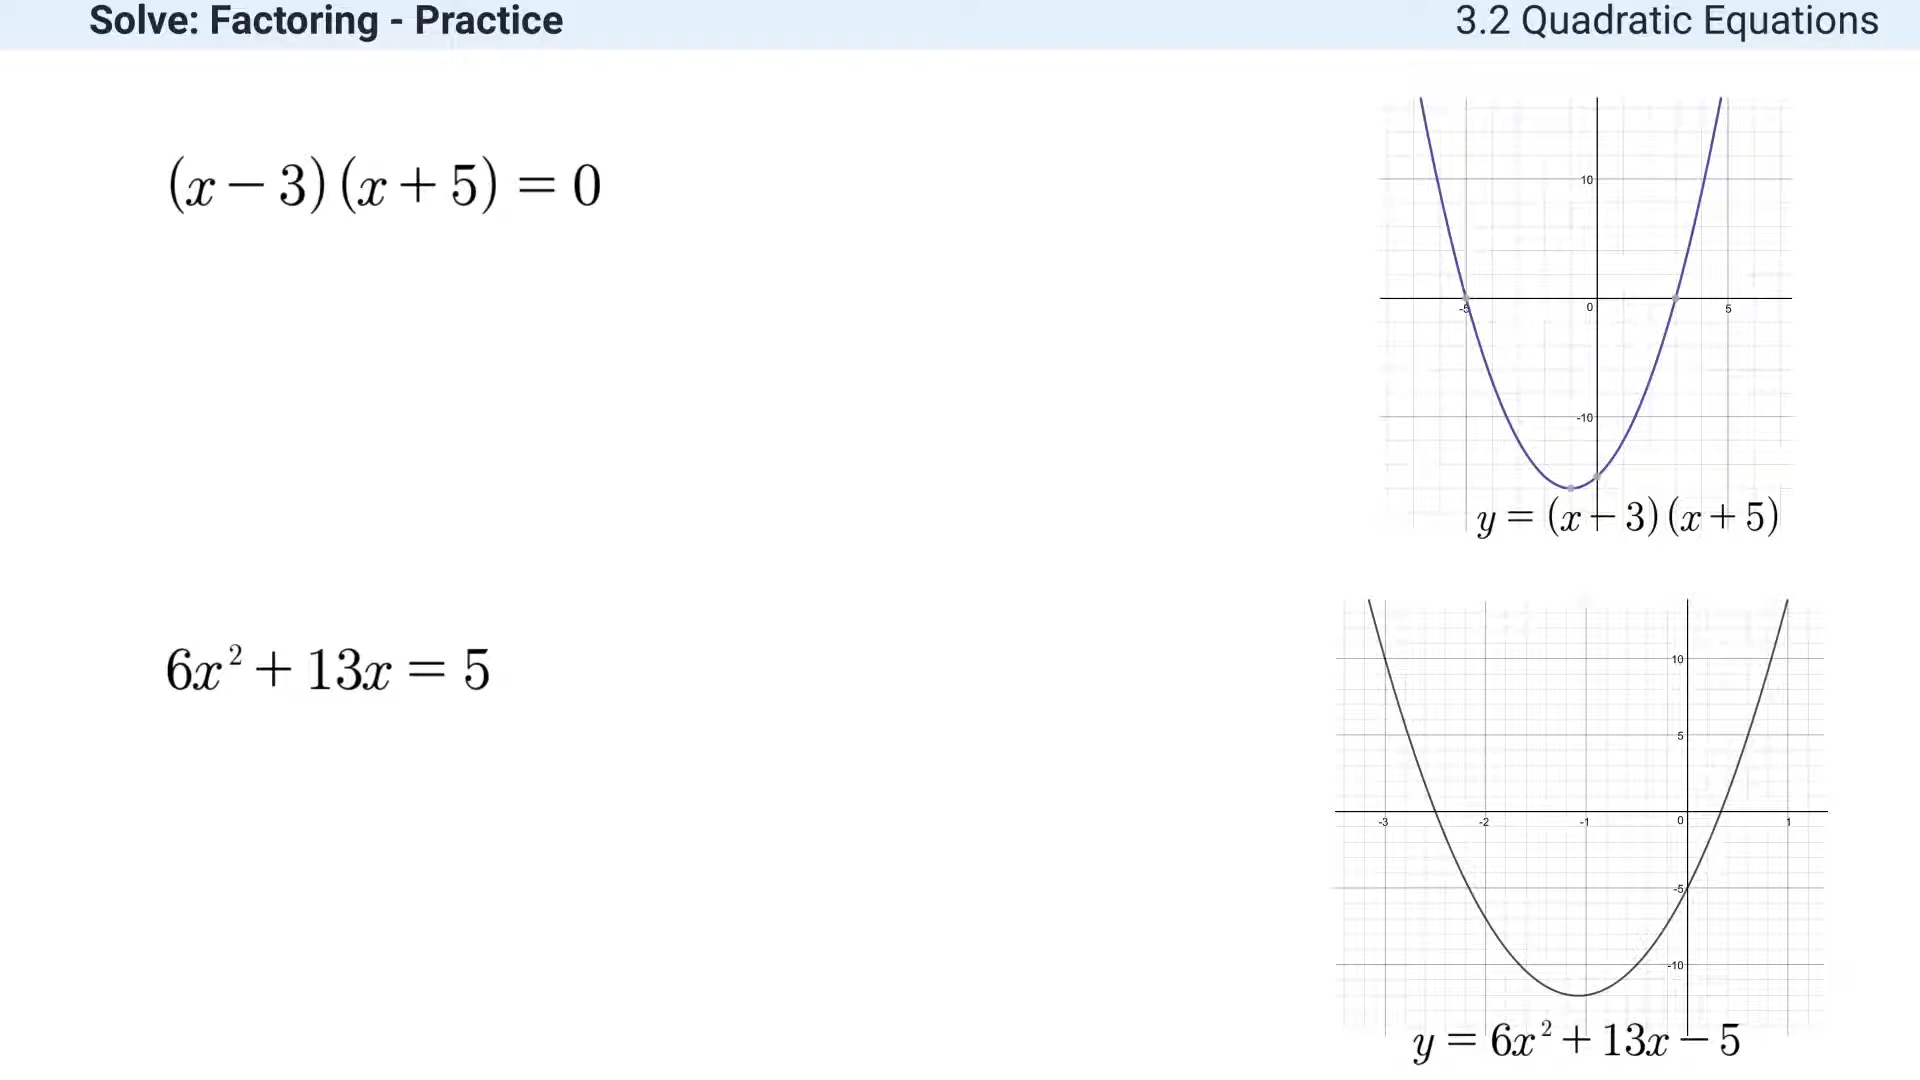 Solve: Factoring - Practice
3.2 Quadratic Equations
(x − 3)(x + 5) = 0
10
-5
0
5
-10
y = (x − 3)(x + 5)
6x² + 13x = 5
10
5
-3
-2
-1
0
1
-5
-10
y = 6x² + 13x − 5